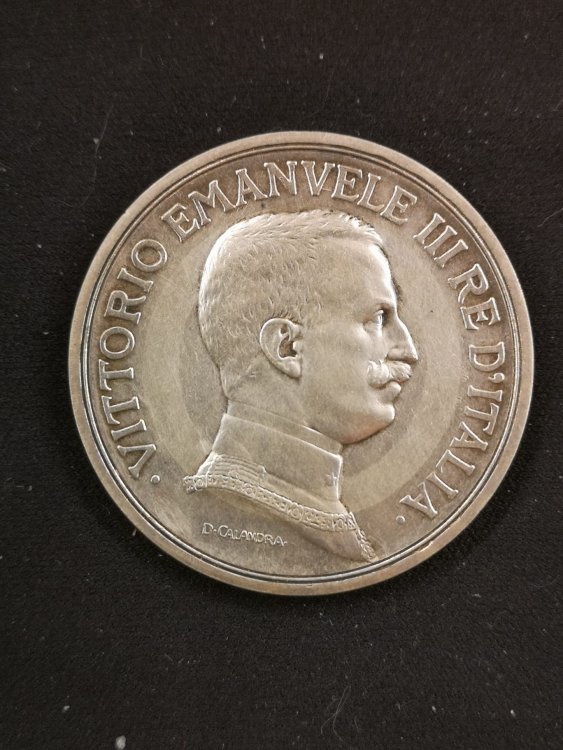 · VITTORIO EMANVELE III RE D'ITALIA ·
D·CALANDRA·